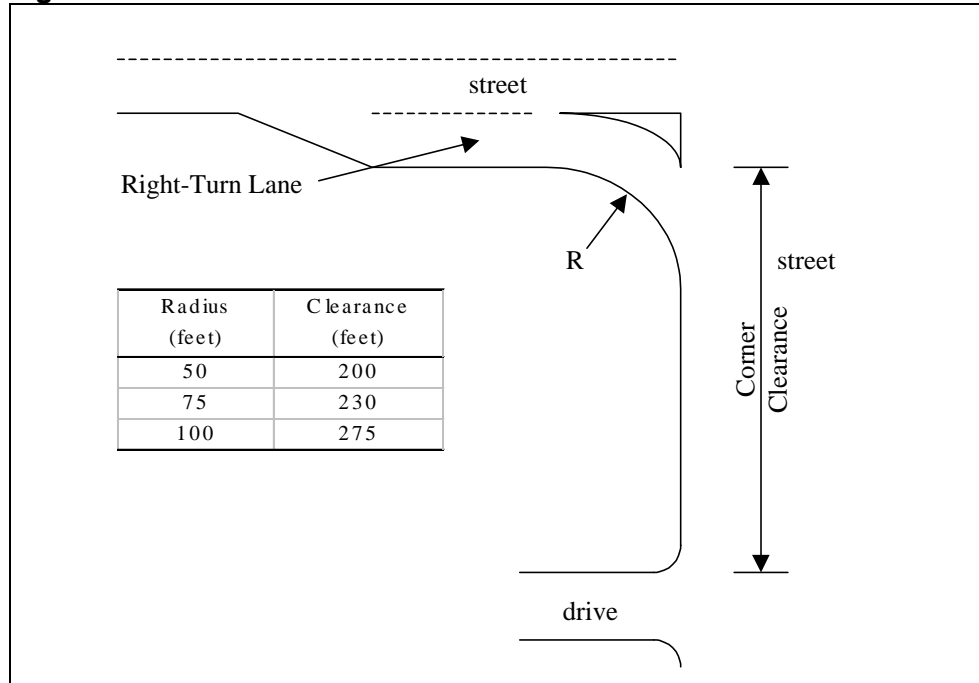 street
Right-Turn Lane
R
street
Corner
Clearance
Radius
(feet)
Clearance
(feet)
50 200
75 230
100 275
drive